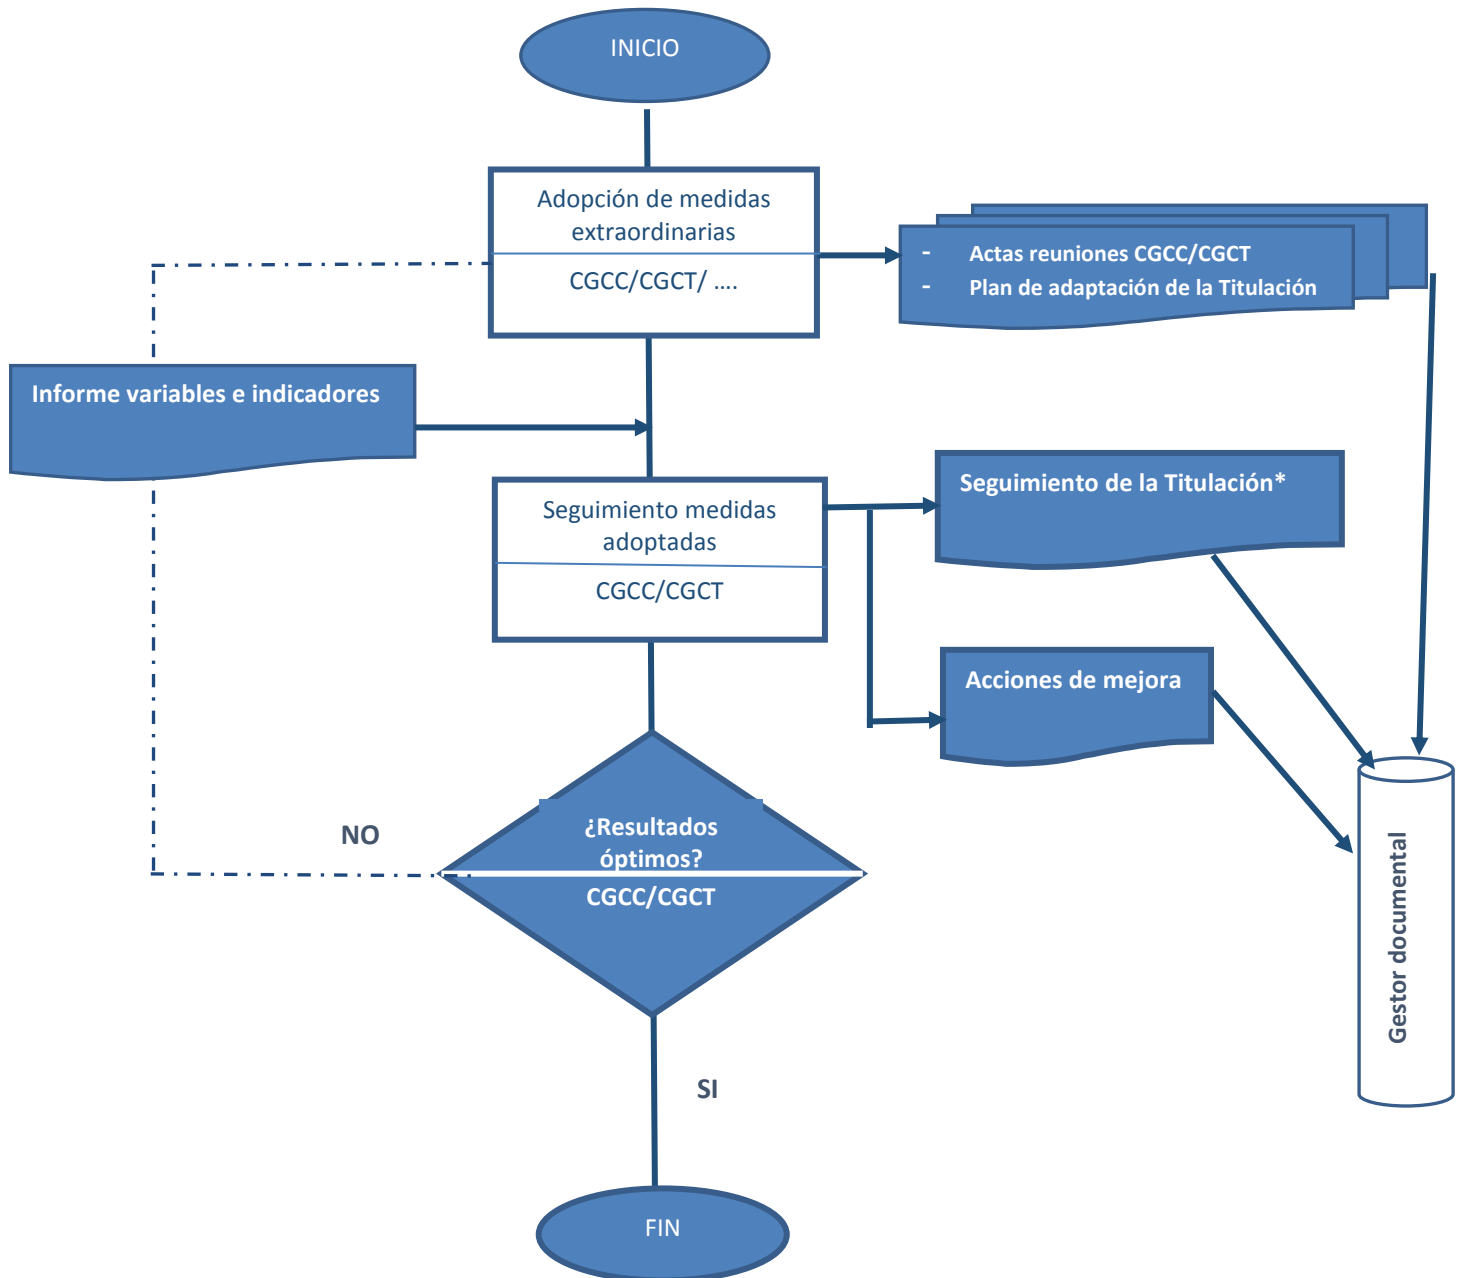 INICIO
Adopción de medidas
extraordinarias
CGCC/CGCT/ ....
- Actas reuniones CGCC/CGCT
- Plan de adaptación de la Titulación
Informe variables e indicadores
Seguimiento medidas
adoptadas
CGCC/CGCT
Seguimiento de la Titulación*
Acciones de mejora
¿Resultados
óptimos?
CGCC/CGCT
NO
SI
Gestor documental
FIN